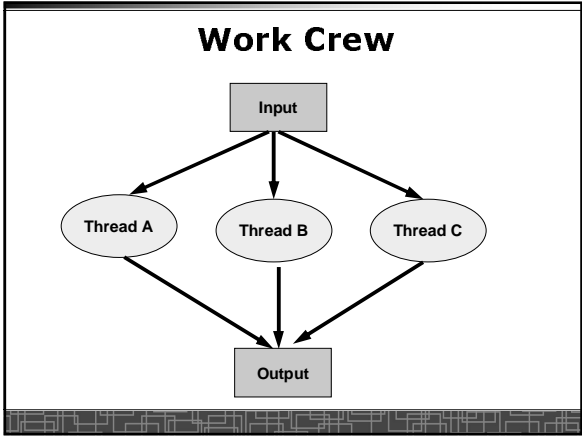 Work Crew
Input
Thread A
Thread B
Thread C
Output